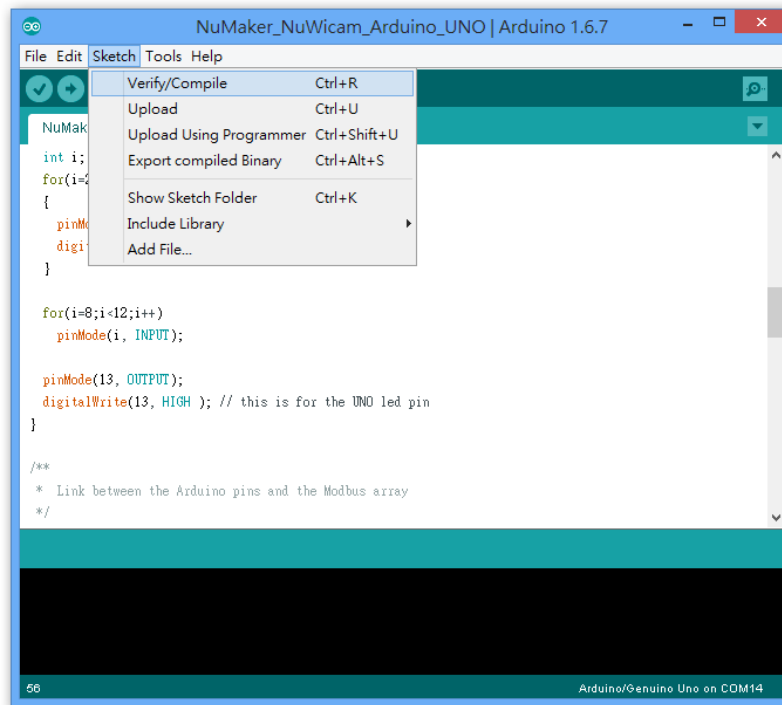 NuMaker_NuWicam_Arduino_UNO | Arduino 1.6.7
File Edit Sketch Tools Help
Verify/Compile Ctrl+R
Upload Ctrl+U
Upload Using Programmer Ctrl+Shift+U
Export compiled Binary Ctrl+Alt+S
Show Sketch Folder Ctrl+K
Include Library
Add File...
NuMak
int i;
for(i=2
{
pinMo
digi
}
for(i=8;i<12;i++)
pinMode(i, INPUT);
pinMode(13, OUTPUT);
digitalWrite(13, HIGH ); // this is for the UNO led pin
}
/**
* Link between the Arduino pins and the Modbus array
*/
56 Arduino/Genuino Uno on COM14